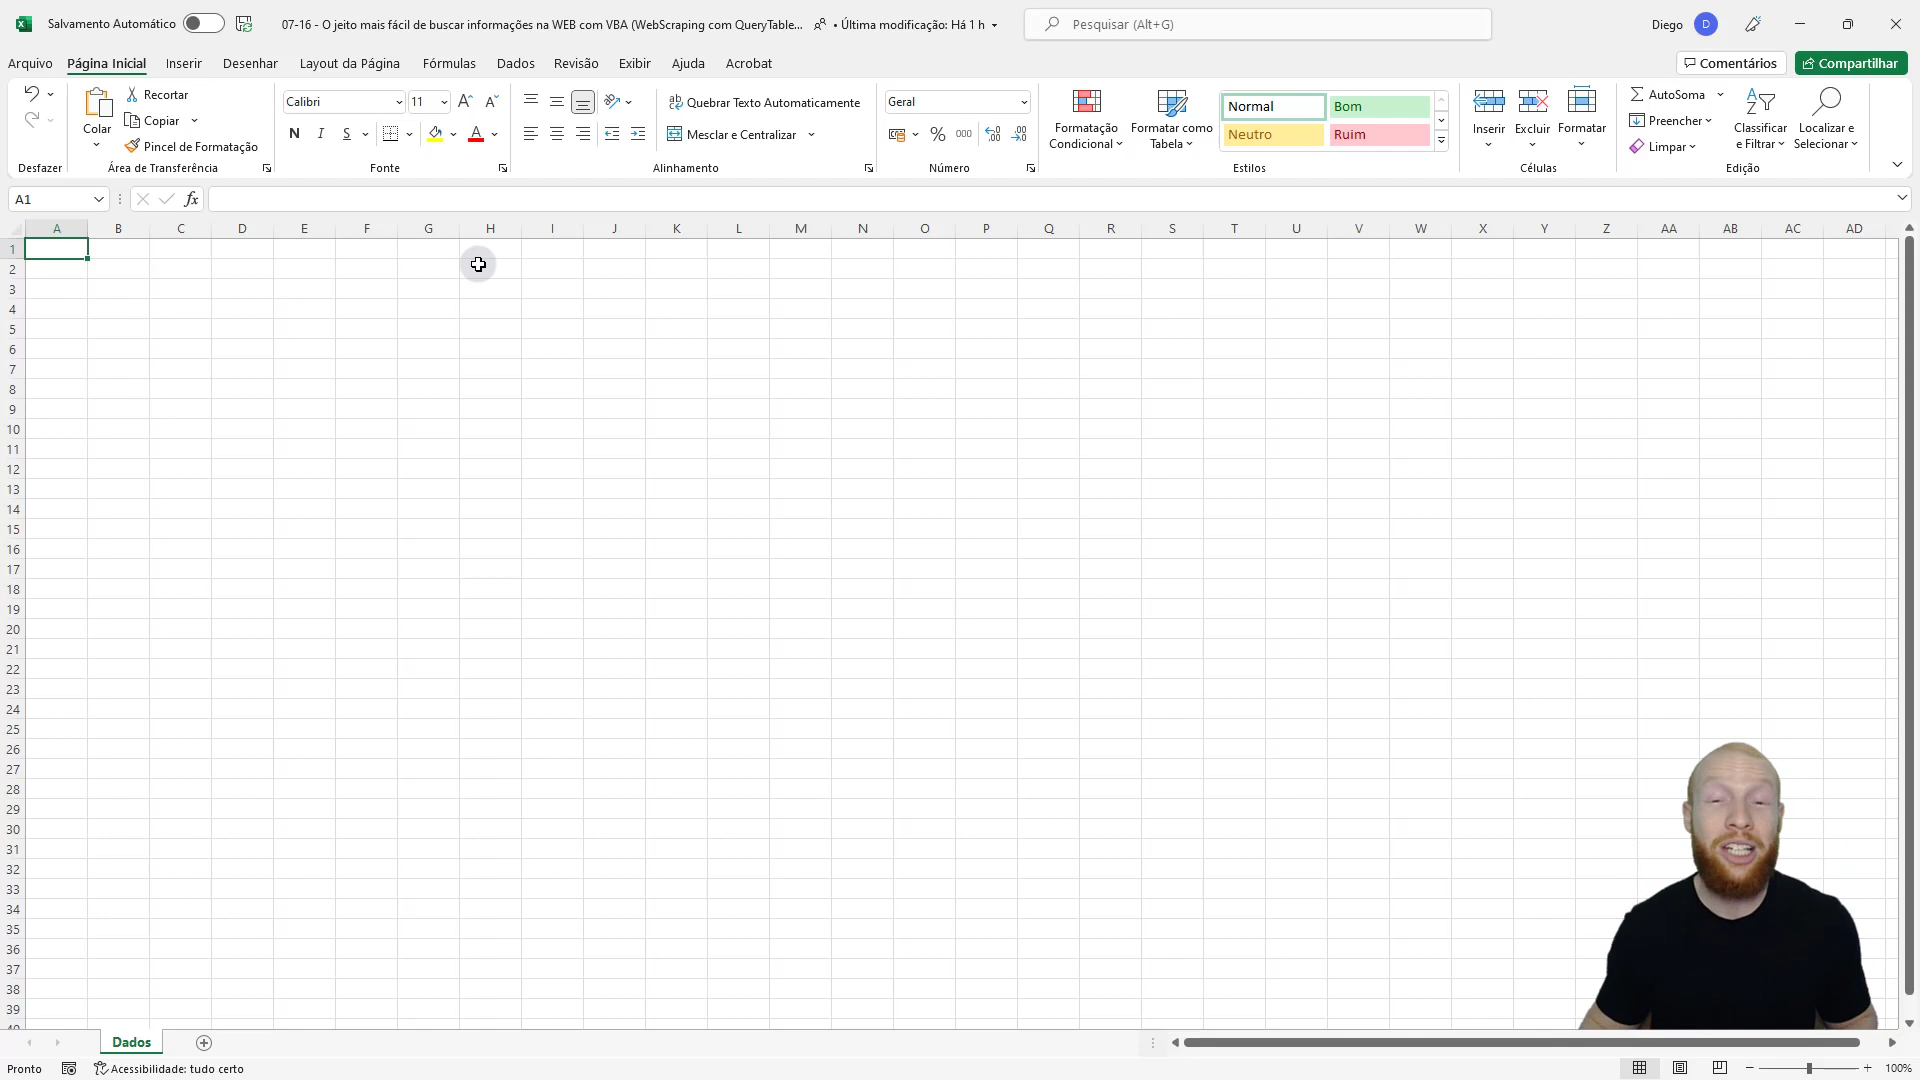 Salvamento Automático
07-16 - O jeito mais fácil de buscar informações na WEB com VBA (WebScraping com QueryTable... • Última modificação: Há 1 h
Pesquisar (Alt+G)
Diego D
Arquivo Página Inicial Inserir Desenhar Layout da Página Fórmulas Dados Revisão Exibir Ajuda Acrobat
Comentários Compartilhar
Colar
Recortar
Copiar
Pincel de Formatação
Calibri 11
N I S
Quebrar Texto Automaticamente
Mesclar e Centralizar
Geral
% 000
Formatação Condicional
Formatar como Tabela
Normal Bom
Neutro Ruim
Inserir Excluir Formatar
AutoSoma
Preencher
Limpar
Classificar e Filtrar
Localizar e Selecionar
Desfazer Área de Transferência Fonte Alinhamento Número Estilos Células Edição
A1 fx
A B C D E F G H I J K L M N O P Q R S T U V W X Y Z AA AB AC AD
1
2
3
4
5
6
7
8
9
10
11
12
13
14
15
16
17
18
19
20
21
22
23
24
25
26
27
28
29
30
31
32
33
34
35
36
37
38
39
40
Dados
Pronto Acessibilidade: tudo certo 100%